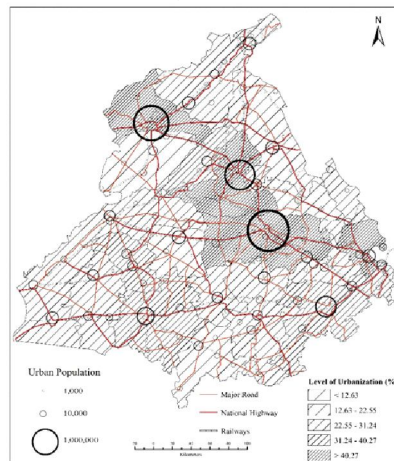 N
Urban Population
1,000
10,000
1,000,000
Major Road
National Highway
Railways
Kilometers
Level of Urbanization (%
< 12.63
12.63 - 22.55
22.55 - 31.24
31.24 - 40.27
> 40.27